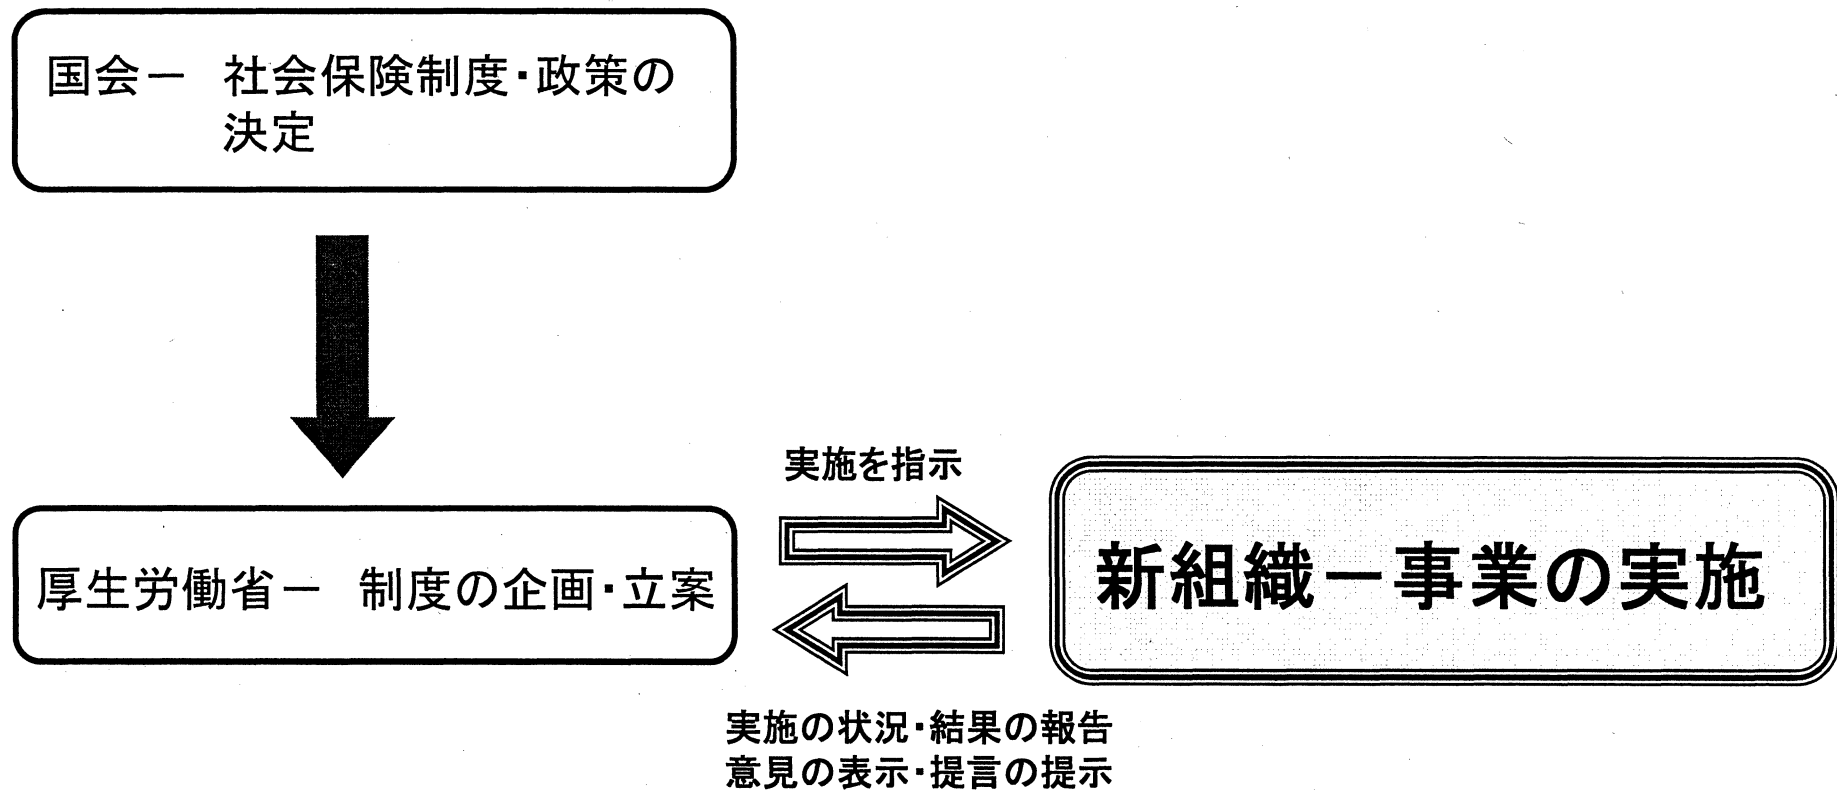 国会－ 社会保険制度・政策の
決定
実施を指示
厚生労働省－ 制度の企画・立案
新組織－事業の実施
実施の状況・結果の報告
意見の表示・提言の提示